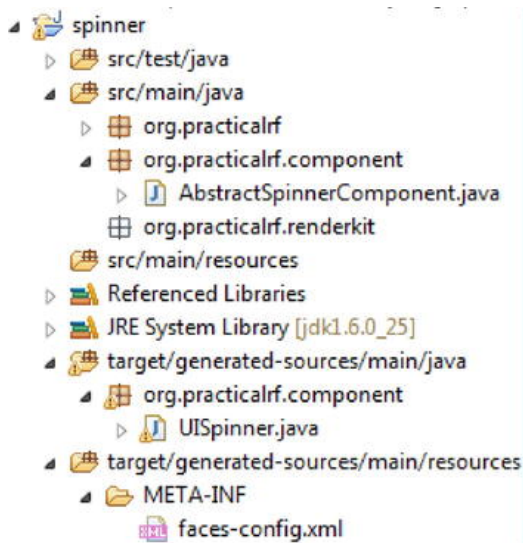 spinner
src/test/java
src/main/java
org.practicalrf
org.practicalrf.component
AbstractSpinnerComponent.java
org.practicalrf.renderkit
src/main/resources
Referenced Libraries
JRE System Library [jdk1.6.0_25]
target/generated-sources/main/java
org.practicalrf.component
UISpinner.java
target/generated-sources/main/resources
META-INF
faces-config.xml